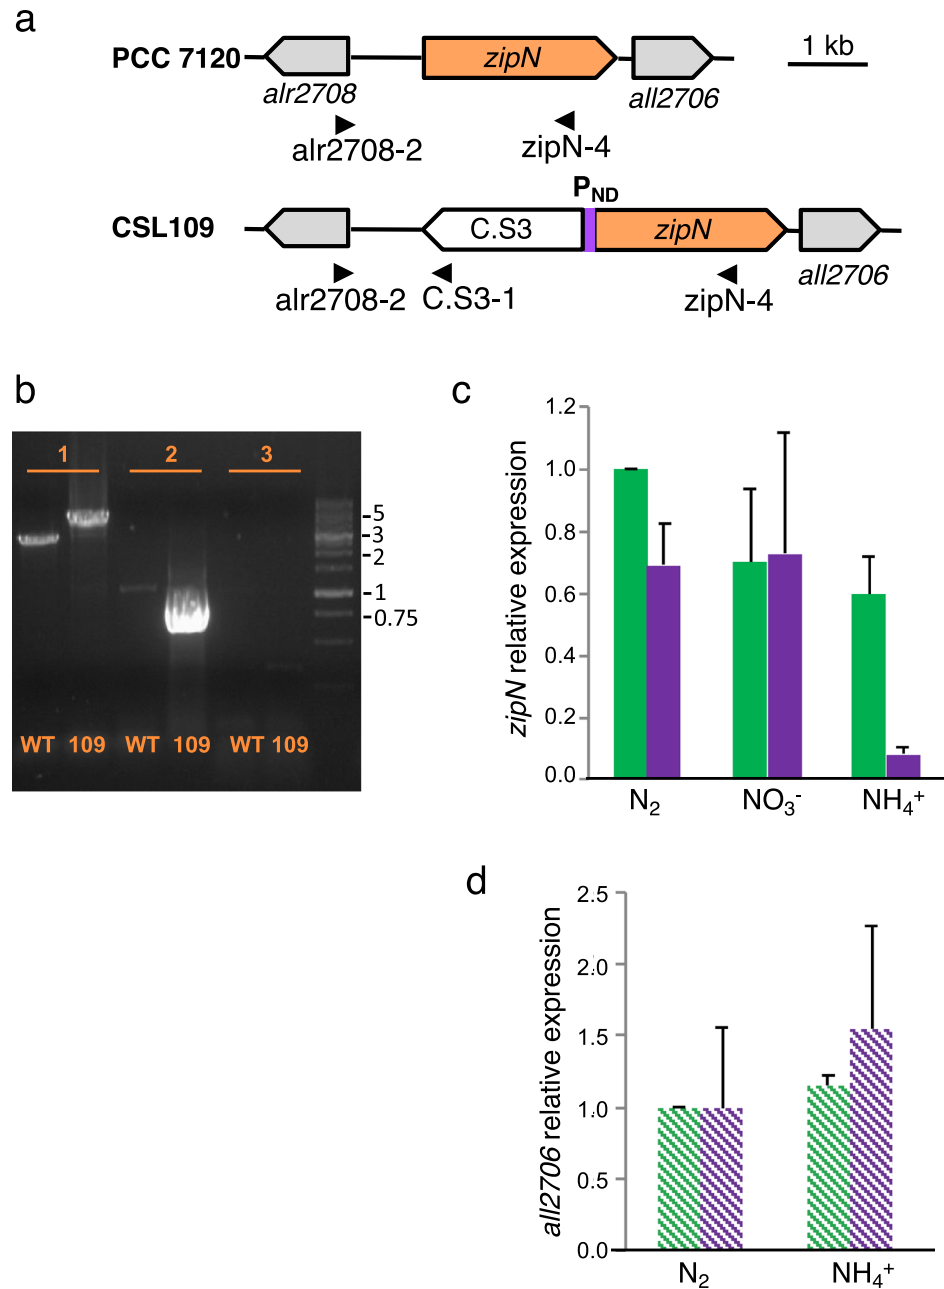 a
PCC 7120
zipN
1 kb
alr2708
all2706
alr2708-2
zipN-4
P_ND
CSL109
C.S3
zipN
all2706
alr2708-2
C.S3-1
zipN-4
b
1
2
3
-5
-3
-2
-1
-0.75
WT 109 WT 109 WT 109
c
zipN relative expression
1.2
1.0
0.8
0.6
0.4
0.2
0.0
N₂
NO₃⁻
NH₄⁺
d
all2706 relative expression
2.5
2.0
1.5
1.0
0.5
0.0
N₂
NH₄⁺